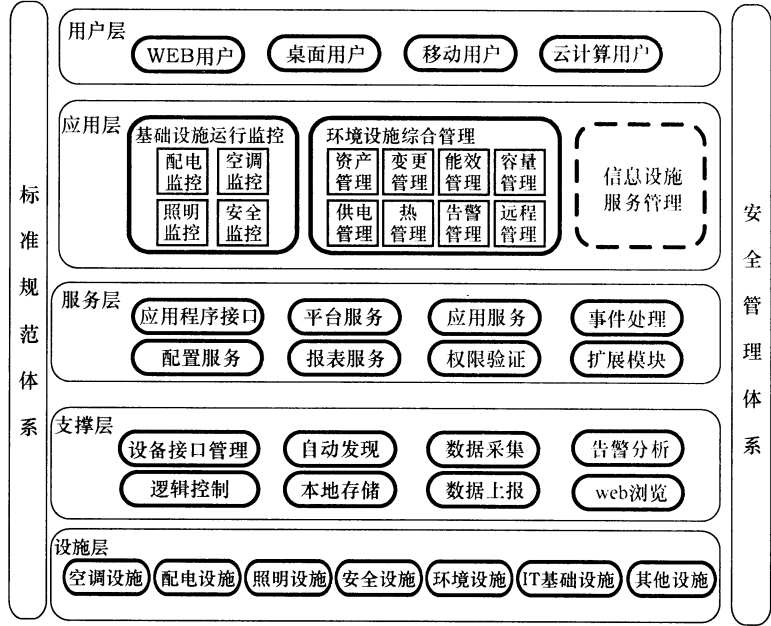 用户层
WEB用户
桌面用户
移动用户
云计算用户
应用层
基础设施运行监控
配电
监控
空调
监控
照明
监控
安全
监控
环境设施综合管理
资产
管理
变更
管理
能效
管理
容量
管理
供电
管理
热
管理
告警
管理
远程
管理
信息设施
服务管理
服务层
应用程序接口
平台服务
应用服务
事件处理
配置服务
报表服务
权限验证
扩展模块
支撑层
设备接口管理
自动发现
数据采集
告警分析
逻辑控制
本地存储
数据上报
web浏览
设施层
空调设施
配电设施
照明设施
安全设施
环境设施
IT基础设施
其他设施
标准规范体系
安全管理体系